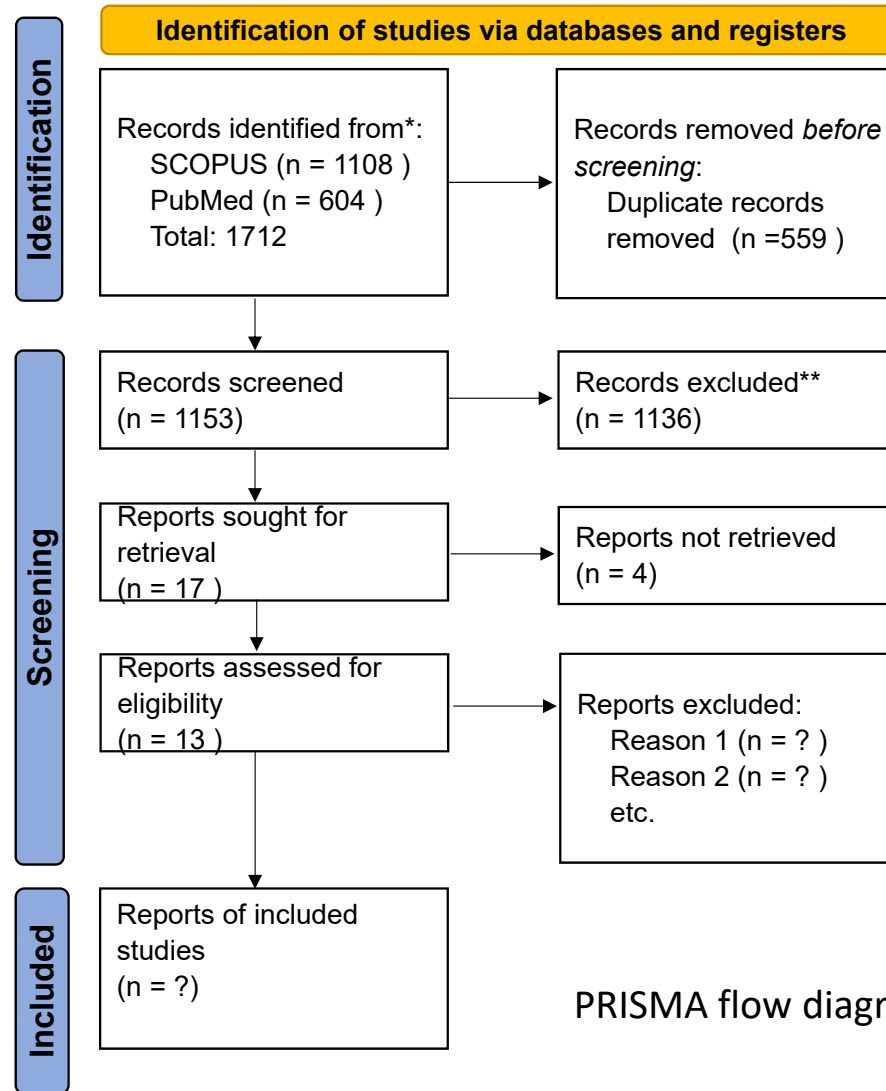 Identification of studies via databases and registers
Identification
Records identified from*:
SCOPUS (n = 1108 )
PubMed (n = 604 )
Total: 1712
Records removed before
screening:
Duplicate records
removed  (n =559 )
Screening
Records screened
(n = 1153)
Records excluded**
(n = 1136)
Reports sought for
retrieval
(n = 17 )
Reports not retrieved
(n = 4)
Reports assessed for
eligibility
(n = 13 )
Reports excluded:
Reason 1 (n = ? )
Reason 2 (n = ? )
etc.
Included
Reports of included
studies
(n = ?)
PRISMA flow diagr